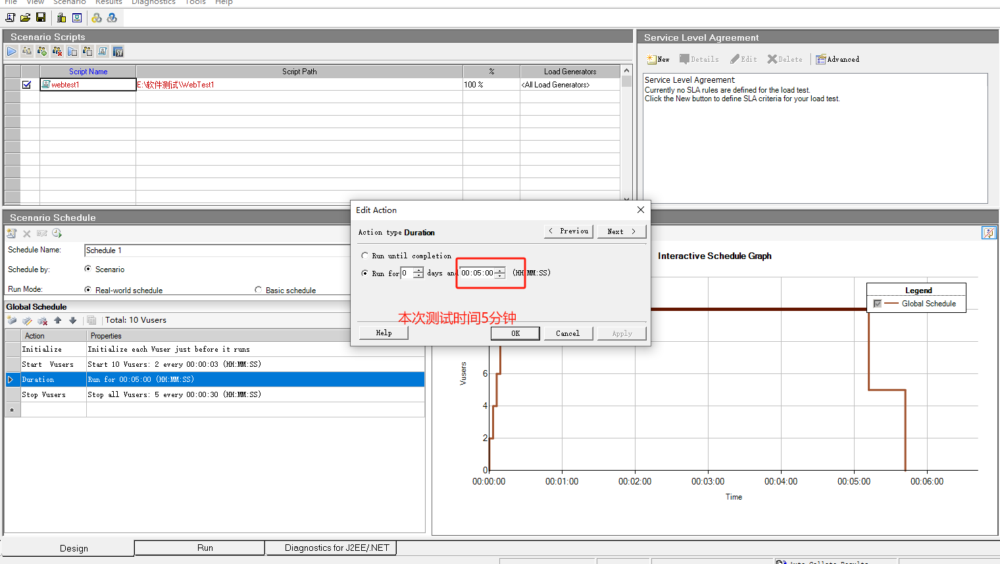 File View Scenario Results Diagnostics Tools Help
Scenario Scripts
Script Name Script Path % Load Generators
webtest1 E:\软件测试\WebTest1 100 % <All Load Generators>
Service Level Agreement
New Details Edit Delete Advanced
Service Level Agreement
Currently no SLA rules are defined for the load test.
Click the New button to define SLA criteria for your load test.
Scenario Schedule
Schedule Name: Schedule 1
Schedule by: Scenario
Run Mode: Real-world schedule Basic schedule
Global Schedule
Total: 10 Vusers
Action Properties
Initialize Initialize each Vuser just before it runs
Start Vusers Start 10 Vusers: 2 every 00:00:03 (HH:MM:SS)
Duration Run for 00:05:00 (HH:MM:SS)
Stop Vusers Stop all Vusers: 5 every 00:00:30 (HH:MM:SS)
*
Edit Action
Action type Duration
< Previou Next >
Run until completion
Run for 0 days and 00:05:00 (HH:MM:SS)
本次测试时间5分钟
Help OK Cancel Apply
Interactive Schedule Graph
Legend
Global Schedule
Vusers
6
4
2
0
00:00:00 00:01:00 00:02:00 00:03:00 00:04:00 00:05:00 00:06:00
Time
Design Run Diagnostics for J2EE/.NET
Auto Collate Results